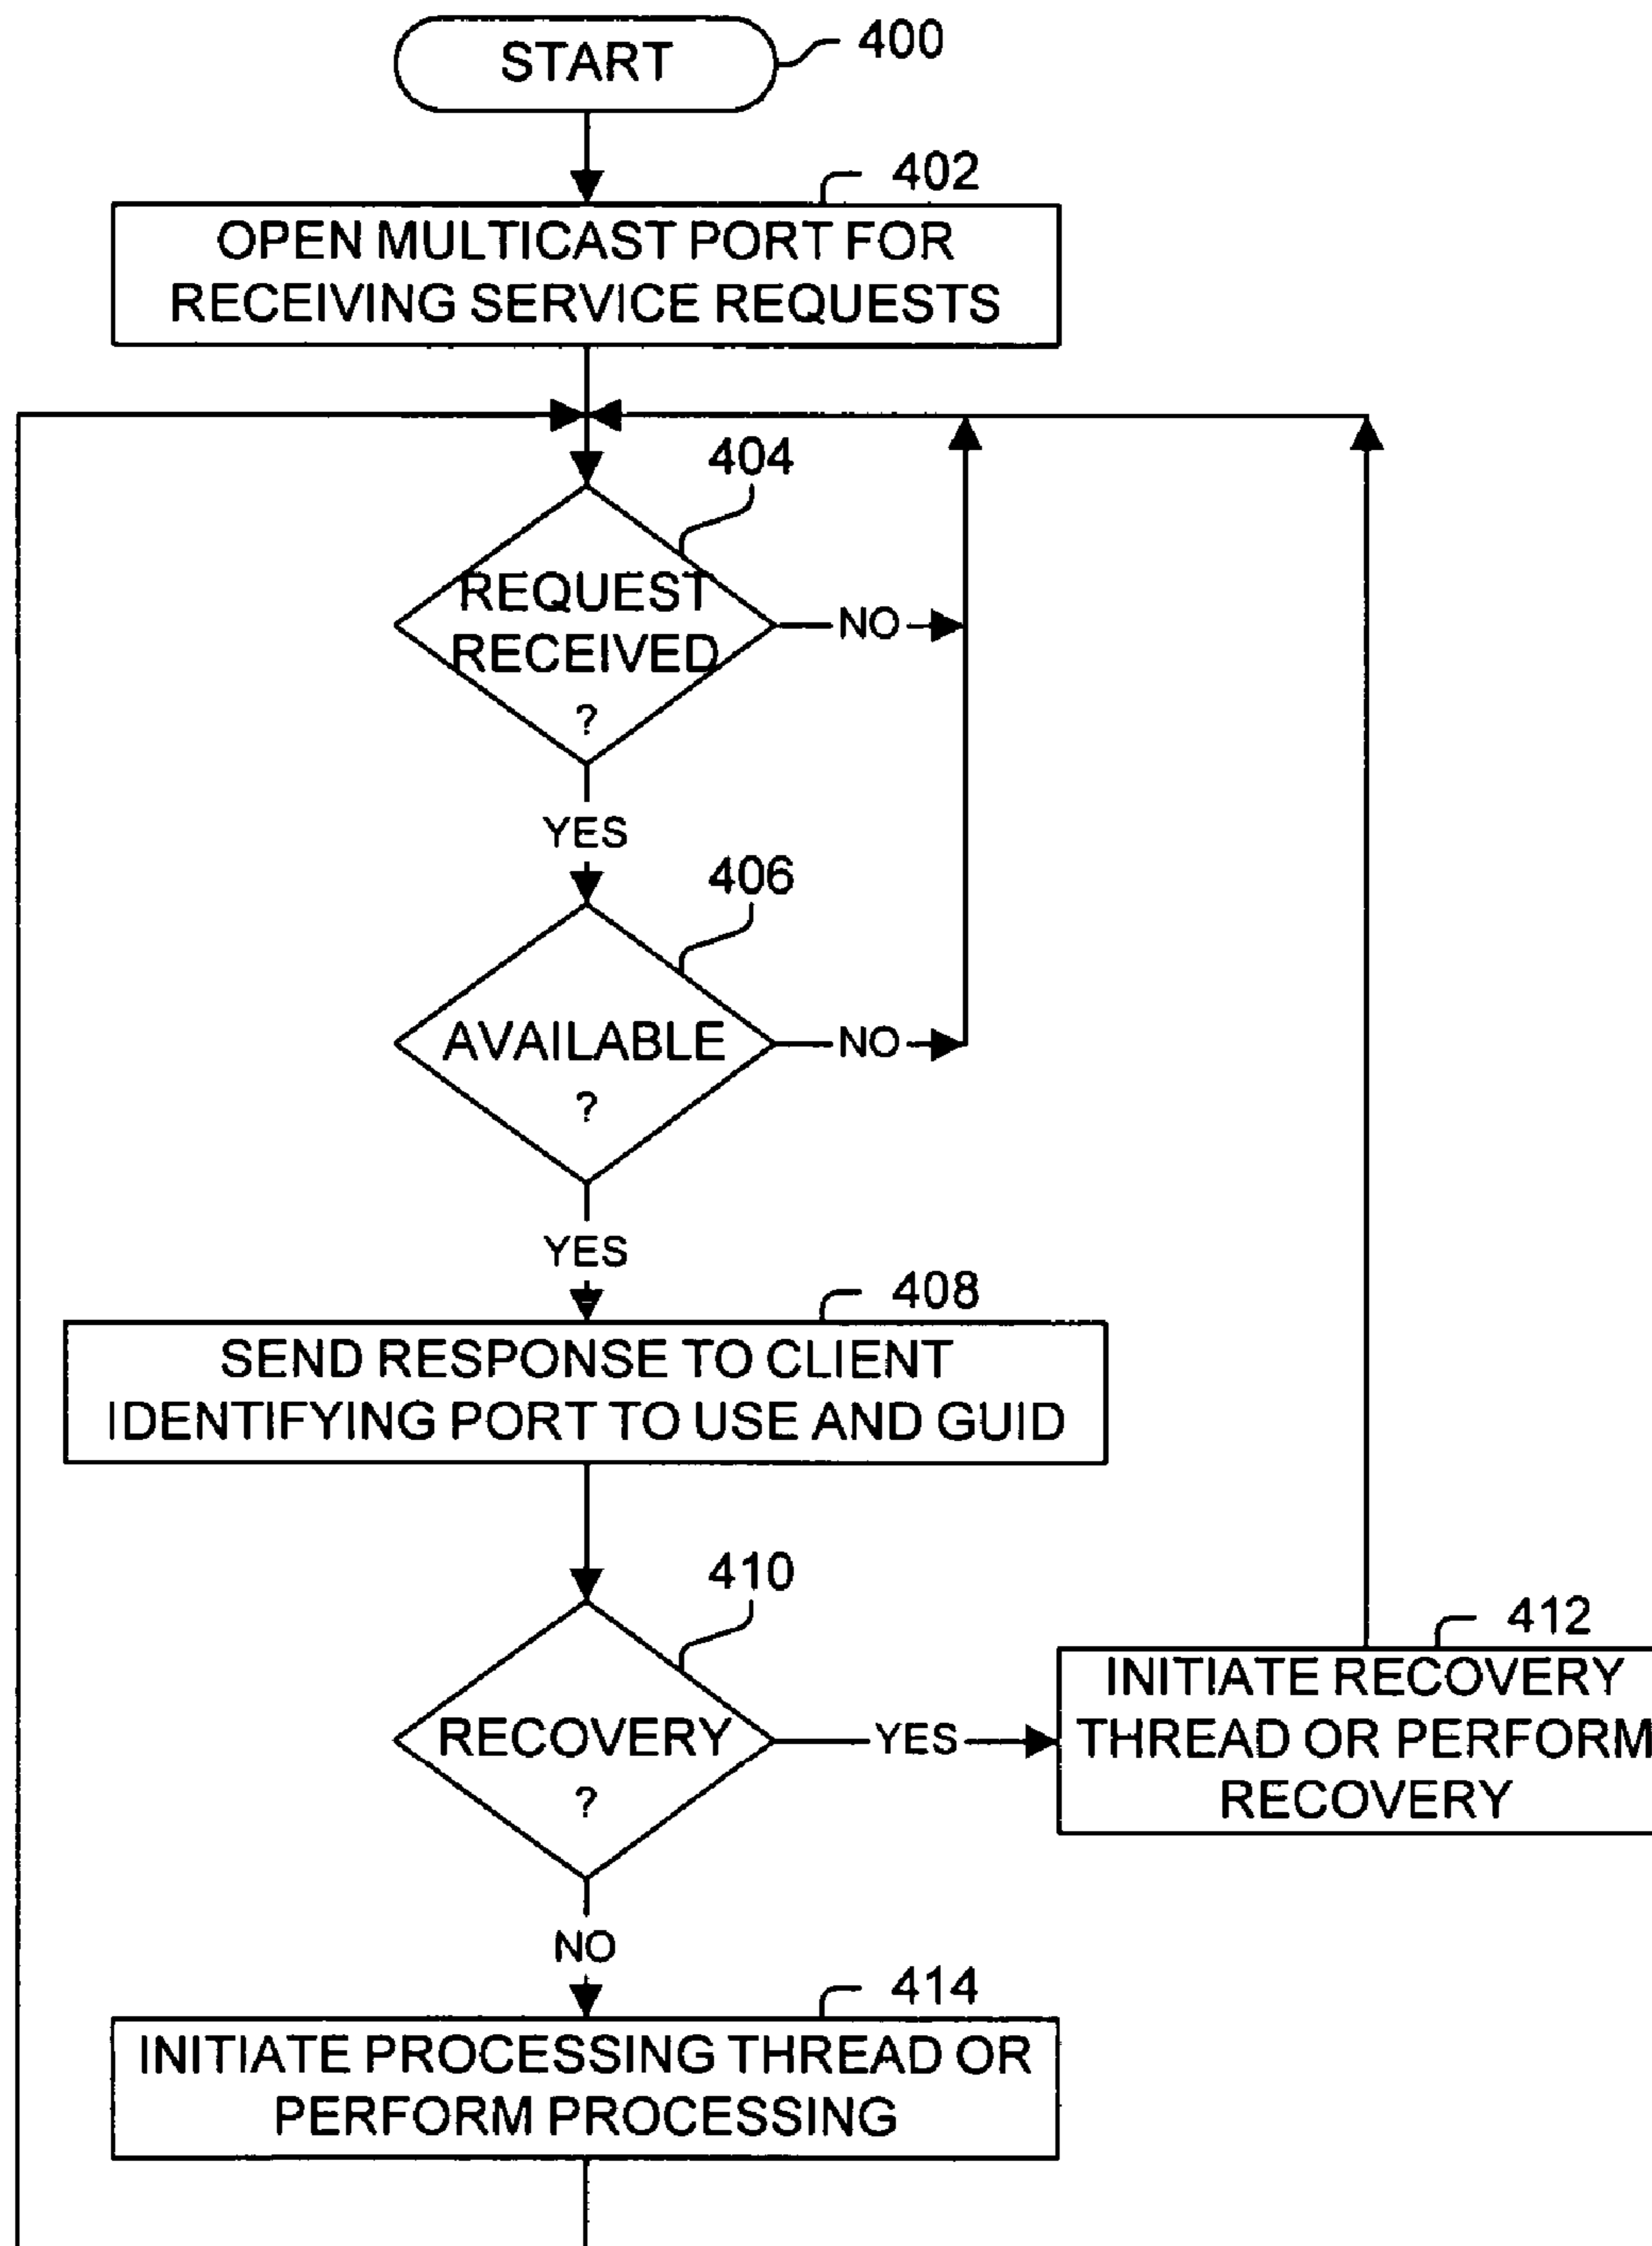 START
400
402
OPEN MULTICAST PORT FOR
RECEIVING SERVICE REQUESTS
404
REQUEST
RECEIVED
?
NO
YES
406
AVAILABLE
?
NO
YES
408
SEND RESPONSE TO CLIENT
IDENTIFYING PORT TO USE AND GUID
410
RECOVERY
?
YES
412
INITIATE RECOVERY
THREAD OR PERFORM
RECOVERY
NO
414
INITIATE PROCESSING THREAD OR
PERFORM PROCESSING